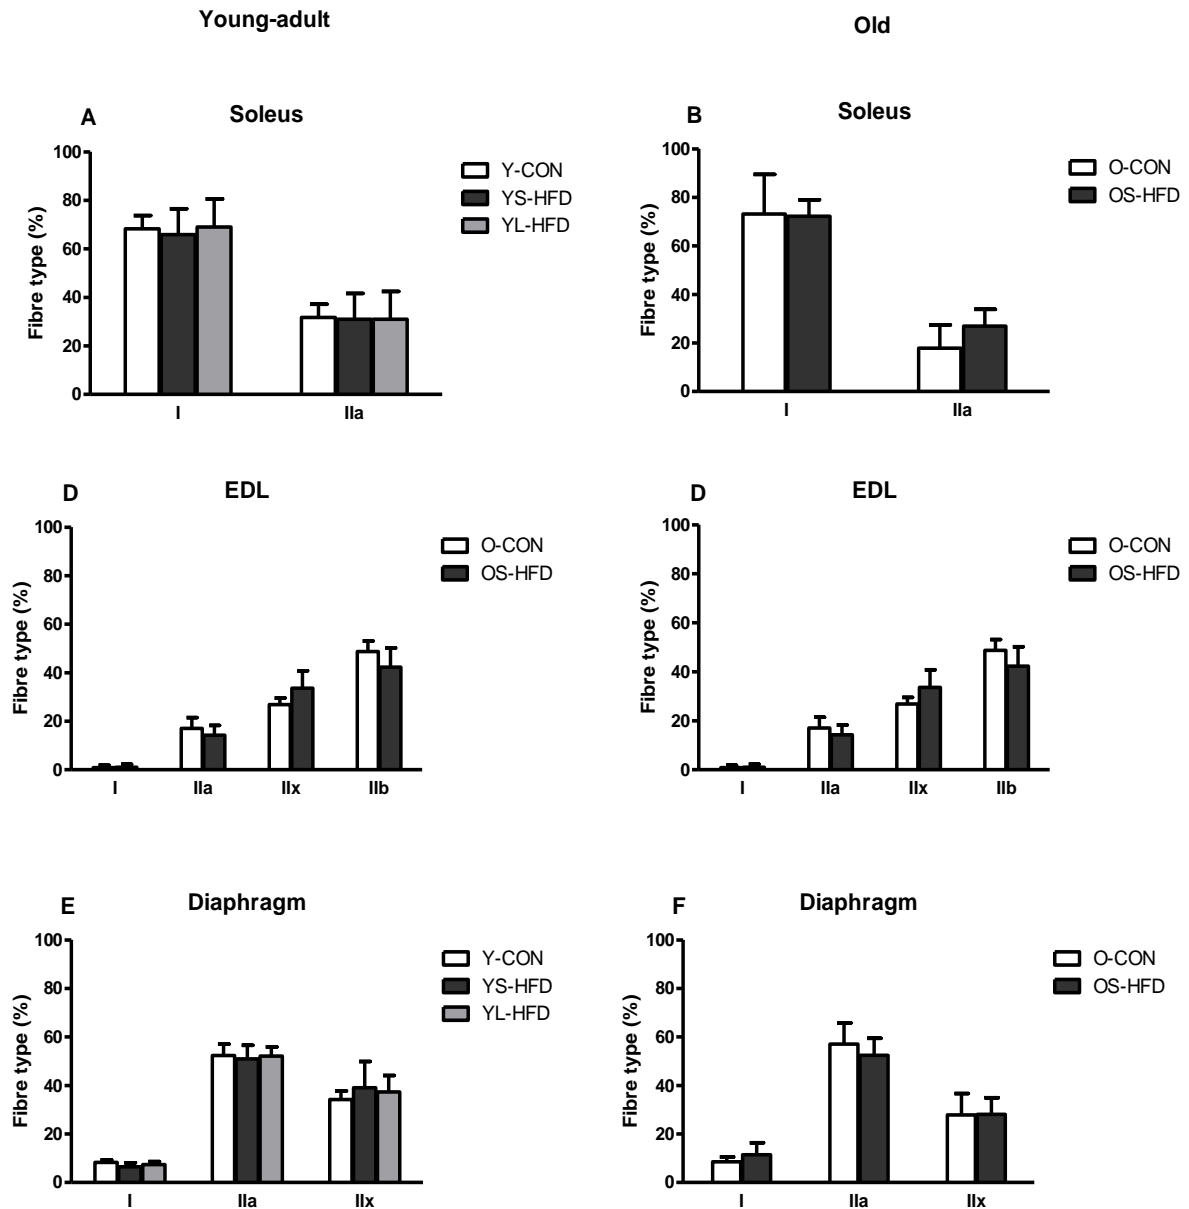 Young-adult
Old
A
Soleus
100
80
60
40
20
0
Fibre type (%)
I
IIa
Y-CON
YS-HFD
YL-HFD
B
Soleus
100
80
60
40
20
0
Fibre type (%)
I
IIa
O-CON
OS-HFD
D
EDL
100
80
60
40
20
0
Fibre type (%)
I
IIa
IIx
IIb
O-CON
OS-HFD
D
EDL
100
80
60
40
20
0
Fibre type (%)
I
IIa
IIx
IIb
O-CON
OS-HFD
E
Diaphragm
100
80
60
40
20
0
Fibre type (%)
I
IIa
IIx
Y-CON
YS-HFD
YL-HFD
F
Diaphragm
100
80
60
40
20
0
Fibre type (%)
I
IIa
IIx
O-CON
OS-HFD